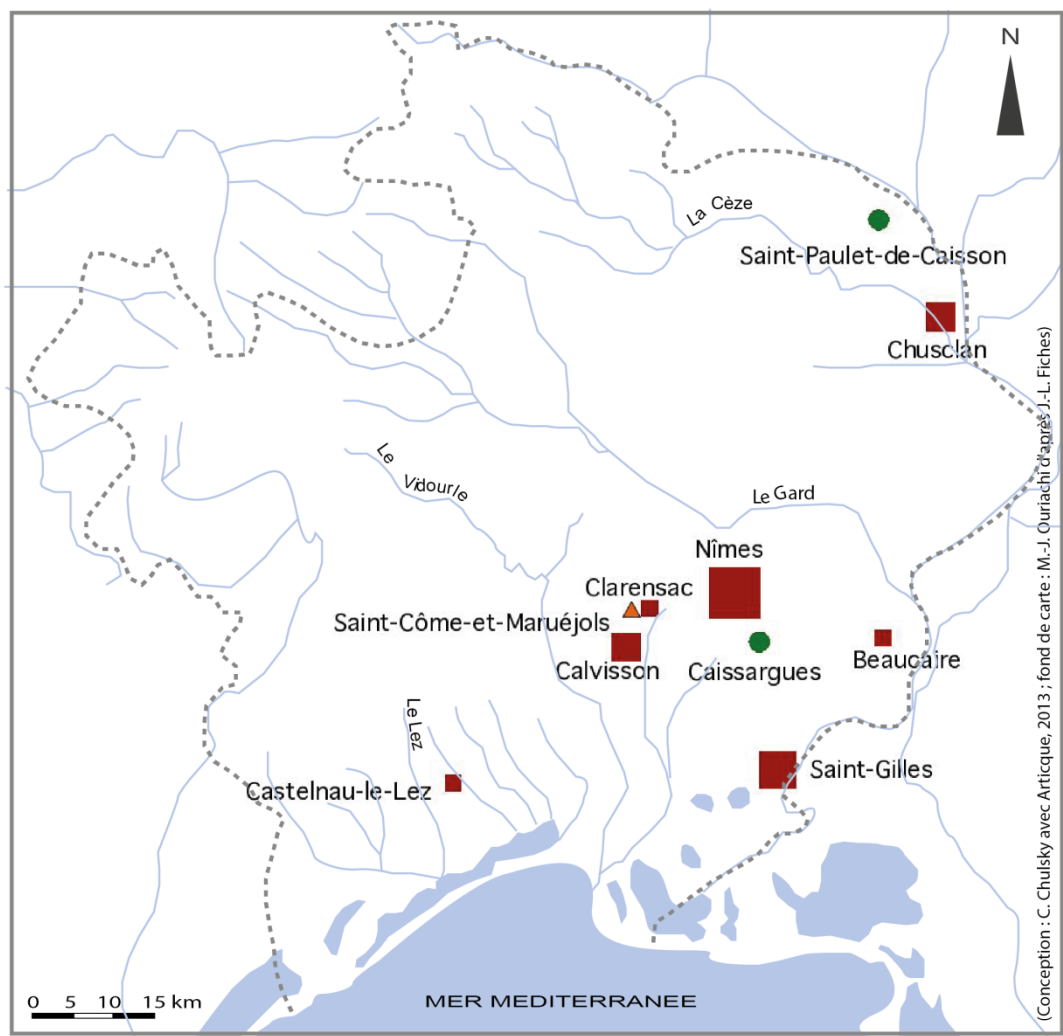 N
La Cèze
Saint-Paulet-de-Caisson
Chusclan
Le Vidourle
Le Gard
Nîmes
Clarensac
Saint-Côme-et-Maruéjols
Calvisson
Caissargues
Beaucaire
Le Lez
Saint-Gilles
Castelnau-le-Lez
0 5 10 15 km
MER MEDITERRANEE
(Conception : C. Chulsky avec Articque, 2013 ; fond de carte : M.-J. Ouriachi d'après J.-L. Fiches)